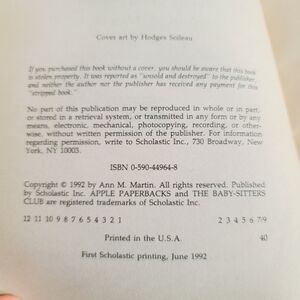 Cover art by Hodges Soileau
If you purchased this book without a cover, you should be aware that this book
is stolen property. It was reported as "unsold and destroyed" to the publisher,
and neither the author nor the publisher has received any payment for this
"stripped book."
No part of this publication may be reproduced in whole or in part,
or stored in a retrieval system, or transmitted in any form or by any
means, electronic, mechanical, photocopying, recording, or other-
wise, without written permission of the publisher. For information
regarding permission, write to Scholastic Inc., 730 Broadway, New
York, NY 10003.
ISBN 0-590-44964-8
Copyright © 1992 by Ann M. Martin. All rights reserved. Published
by Scholastic Inc. APPLE PAPERBACKS and THE BABY-SITTERS
CLUB are registered trademarks of Scholastic Inc.
12 11 10 9 8 7 6 5 4 3 2 1 2 3 4 5 6 7/9
Printed in the U.S.A. 40
First Scholastic printing, June 1992